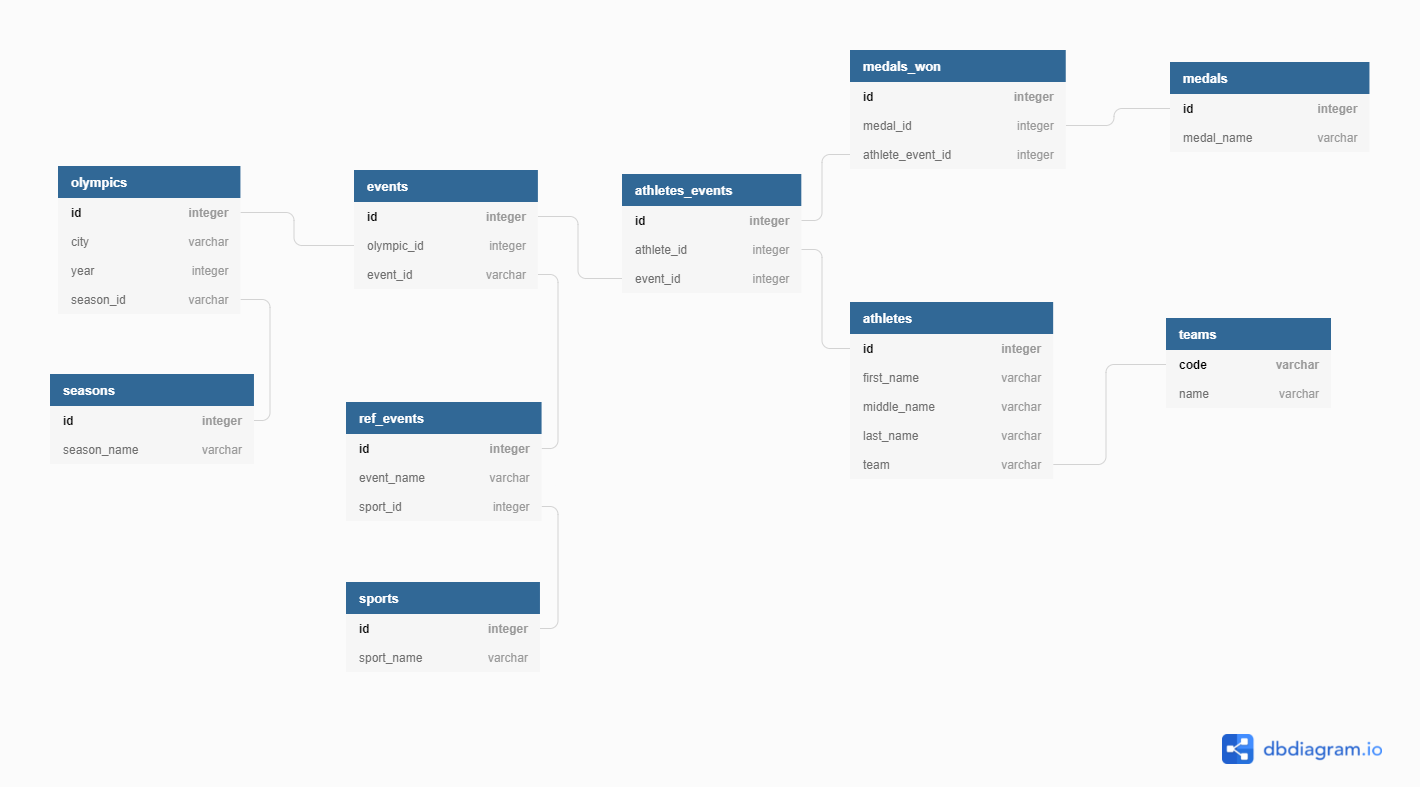 olympics
id integer
city varchar
year integer
season_id varchar
seasons
id integer
season_name varchar
events
id integer
olympic_id integer
event_id varchar
ref_events
id integer
event_name varchar
sport_id integer
sports
id integer
sport_name varchar
athletes_events
id integer
athlete_id integer
event_id integer
medals_won
id integer
medal_id integer
athlete_event_id integer
medals
id integer
medal_name varchar
athletes
id integer
first_name varchar
middle_name varchar
last_name varchar
team varchar
teams
code varchar
name varchar
dbdiagram.io